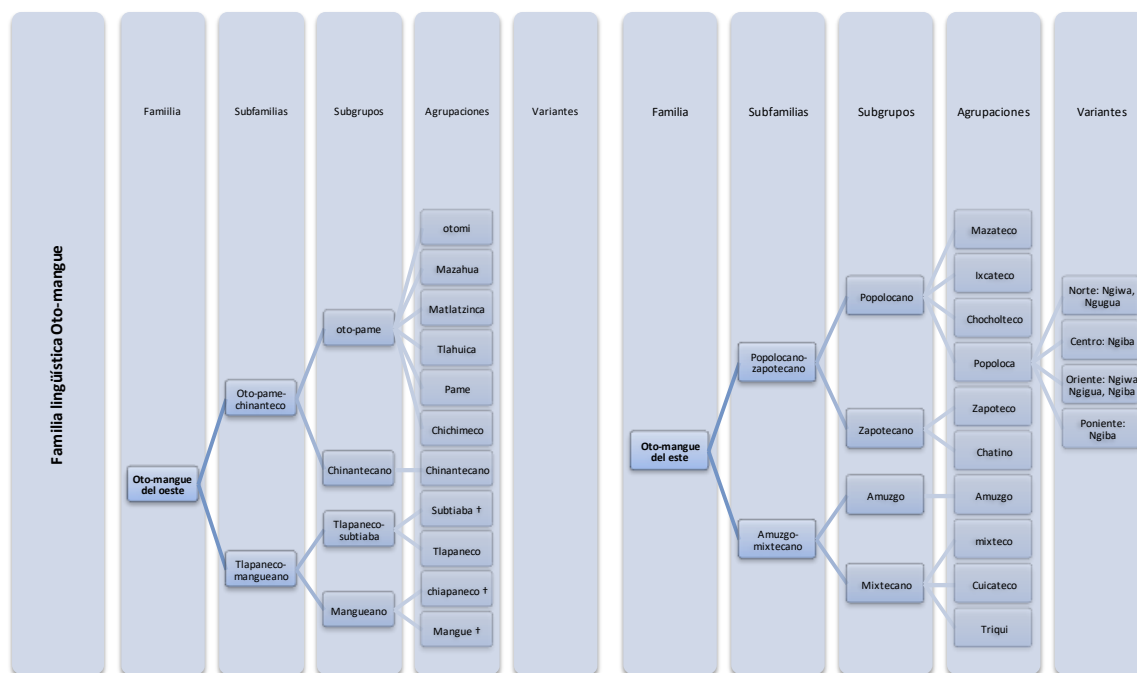 Familia lingüística Oto-mangue
Famiilia
Subfamilias
Subgrupos
Agrupaciones
Variantes
Oto-mangue
del oeste
Oto-pame-
chinanteco
Tlapaneco-
mangueano
oto-pame
Chinantecano
Tlapaneco-
subtiaba
Mangueano
otomi
Mazahua
Matlatzinca
Tlahuica
Pame
Chichimeco
Chinantecano
Subtiaba †
Tlapaneco
chiapaneco †
Mangue †
Familia
Subfamilias
Subgrupos
Agrupaciones
Variantes
Oto-mangue
del este
Popolocano-
zapotecano
Amuzgo-
mixtecano
Popolocano
Zapotecano
Amuzgo
Mixtecano
Mazateco
Ixcateco
Chocholteco
Popoloca
Zapoteco
Chatino
Amuzgo
mixteco
Cuicateco
Triqui
Norte: Ngiwa,
Ngugua
Centro: Ngiba
Oriente: Ngiwa,
Ngigua, Ngiba
Poniente:
Ngiba